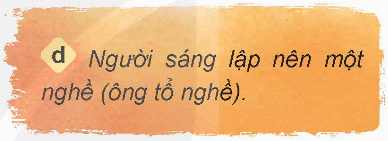 d Người sáng lập nên một
nghề (ông tổ nghề).